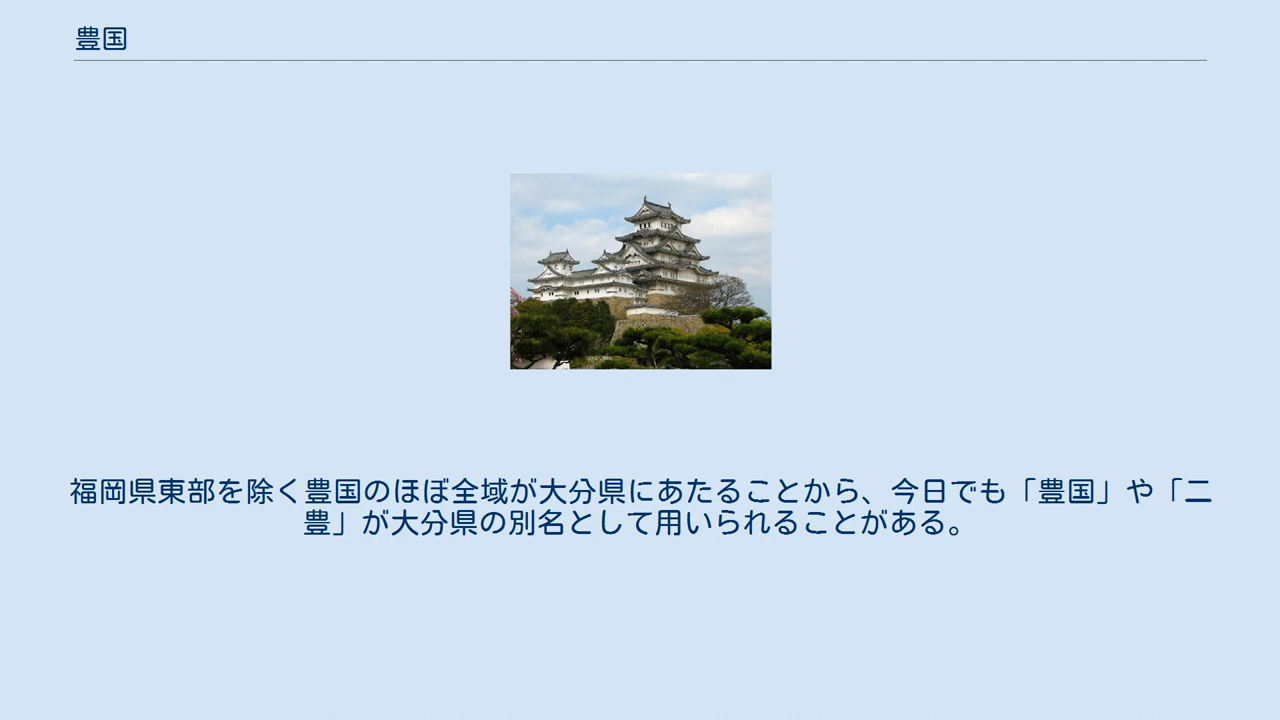 豊国
福岡県東部を除く豊国のほぼ全域が大分県にあたることから、今日でも「豊国」や「二
豊」が大分県の別名として用いられることがある。